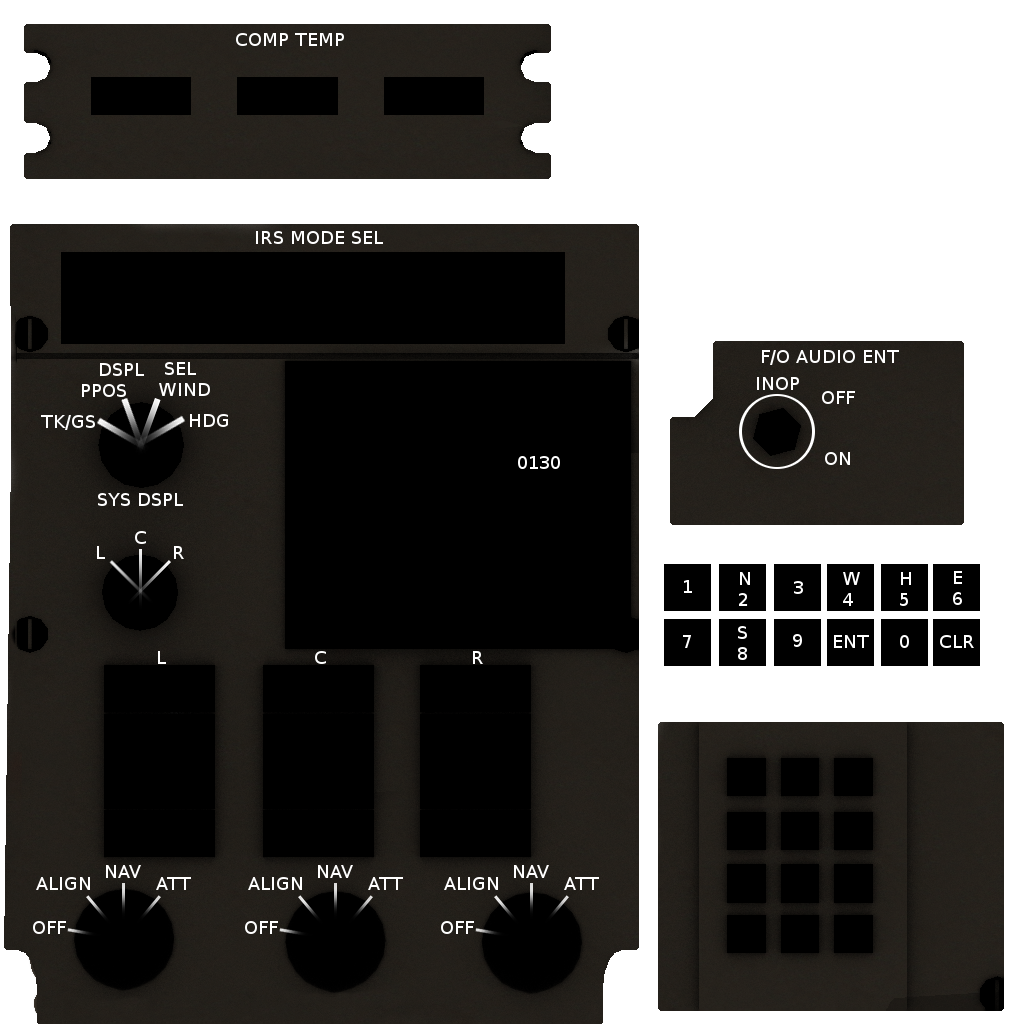 COMP TEMP
IRS MODE SEL
DSPL SEL
PPOS WIND
TK/GS HDG
SYS DSPL
C
L R
0130
L C R
NAV NAV NAV
ALIGN ATT ALIGN ATT ALIGN ATT
OFF OFF OFF
F/O AUDIO ENT
INOP
OFF
ON
1 N 3 W H E
2 4 5 6
7 S 9 ENT 0 CLR
8